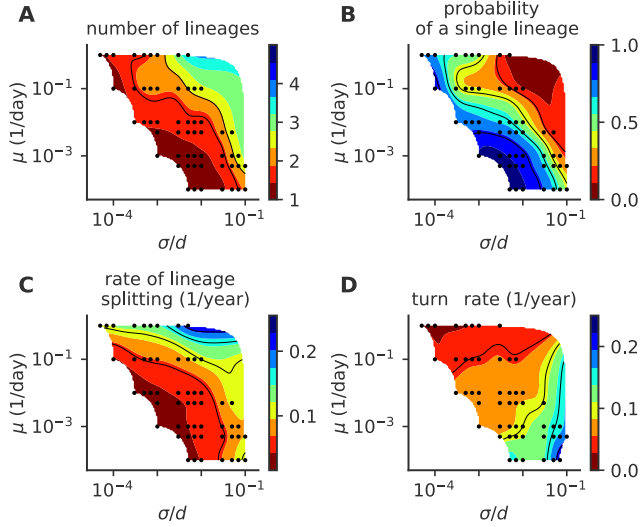 A
number of lineages
B
probability
of a single lineage
μ (1/day)
10⁻¹
10⁻³
10⁻⁴
10⁻¹
σ/d
4
3
2
1
μ (1/day)
10⁻¹
10⁻³
10⁻⁴
10⁻¹
σ/d
1.0
0.5
0.0
C
rate of lineage
splitting (1/year)
D
turn rate (1/year)
μ (1/day)
10⁻¹
10⁻³
10⁻⁴
10⁻¹
σ/d
0.2
0.1
μ (1/day)
10⁻¹
10⁻³
10⁻⁴
10⁻¹
σ/d
0.2
0.1
0.0